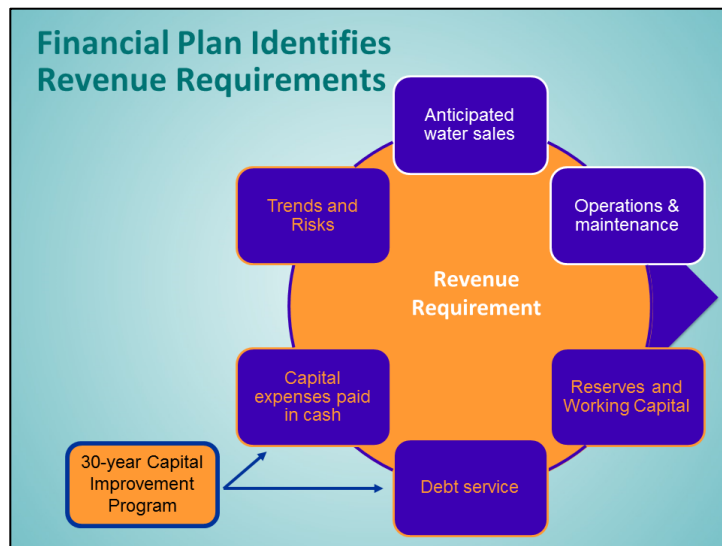 Financial Plan Identifies
Revenue Requirements
Anticipated
water sales
Trends and
Risks
Operations &
maintenance
Revenue
Requirement
Capital
expenses paid
in cash
Reserves and
Working Capital
30-year Capital
Improvement
Program
Debt service